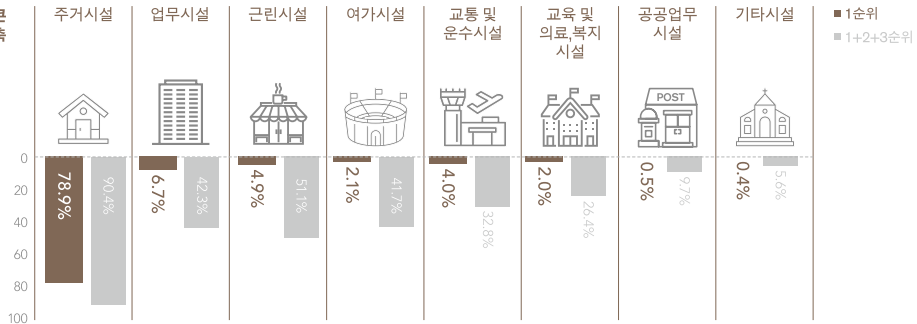 큰
축
주거시설
업무시설
근린시설
여가시설
교통 및
운수시설
교육 및
의료,복지
시설
공공업무
시설
기타시설
1순위
1+2+3순위
POST
0
20
40
60
80
100
78.9%
90.4%
6.7%
42.3%
4.9%
51.1%
2.1%
41.7%
4.0%
32.8%
2.0%
26.4%
0.5%
9.7%
0.4%
5.6%